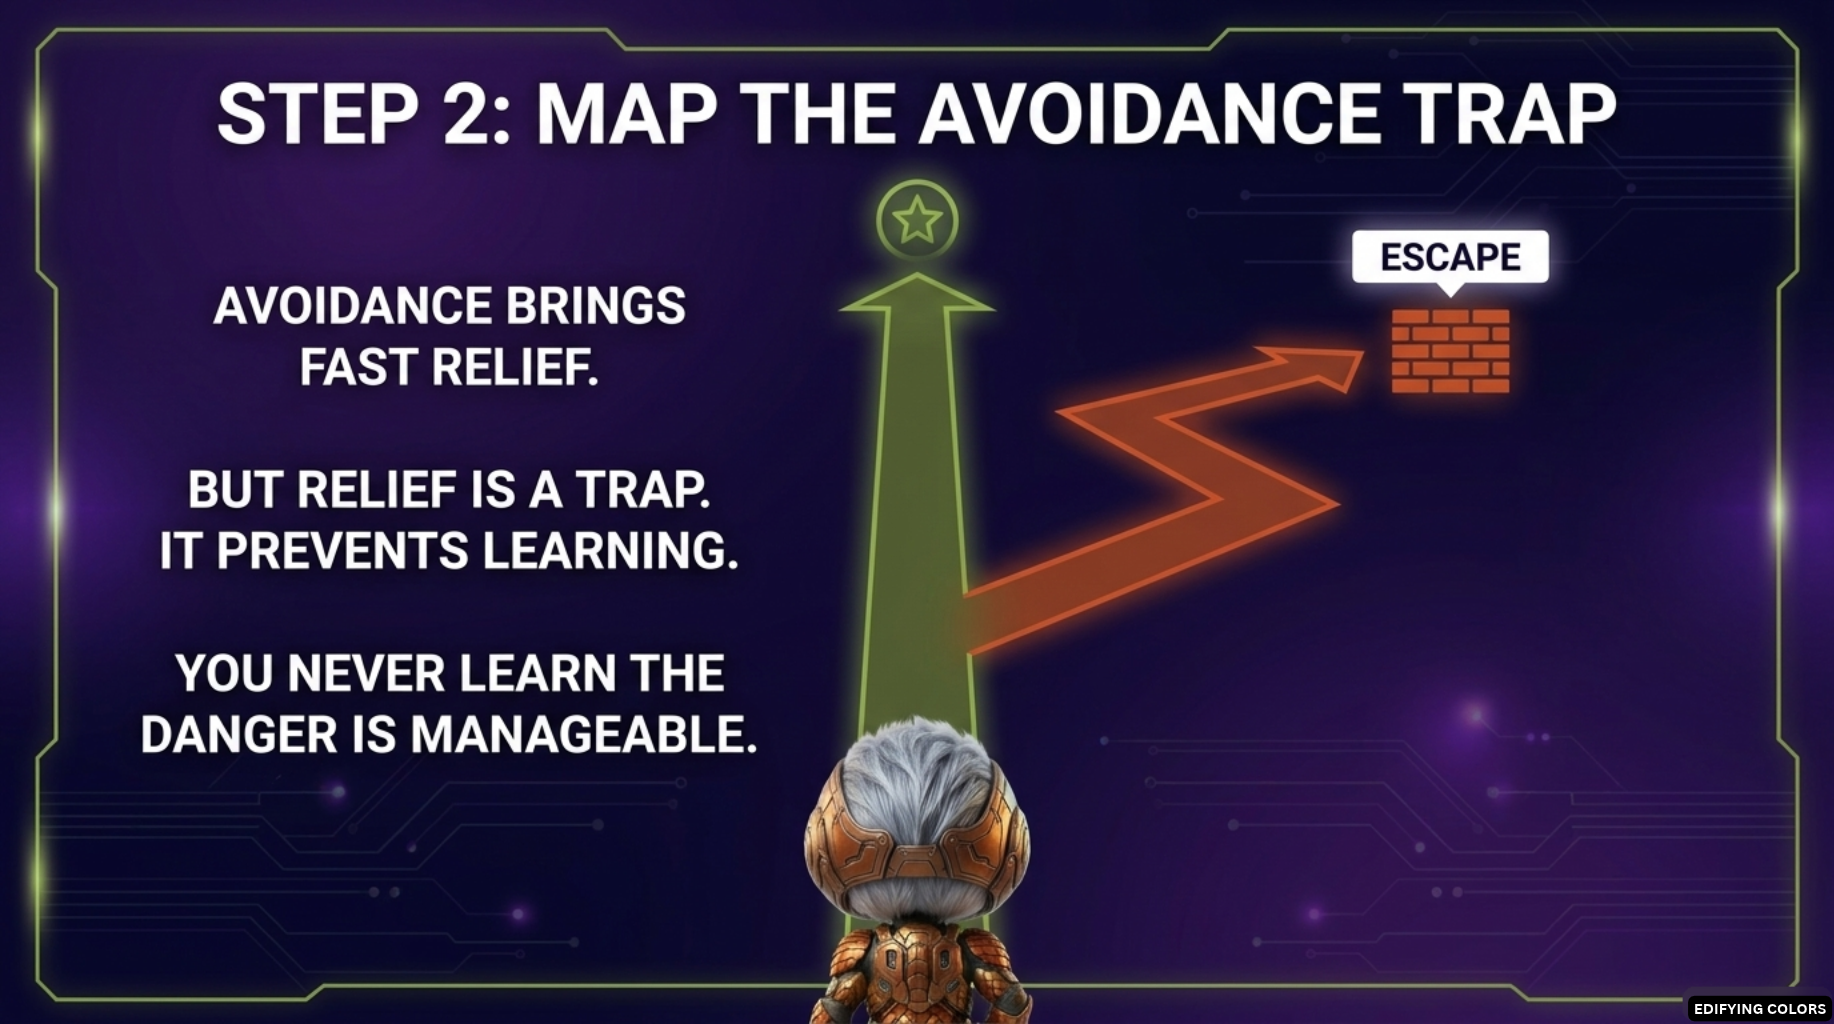 STEP 2: MAP THE AVOIDANCE TRAP
ESCAPE
AVOIDANCE BRINGS
FAST RELIEF.
BUT RELIEF IS A TRAP.
IT PREVENTS LEARNING.
YOU NEVER LEARN THE
DANGER IS MANAGEABLE.
EDIFYING COLORS